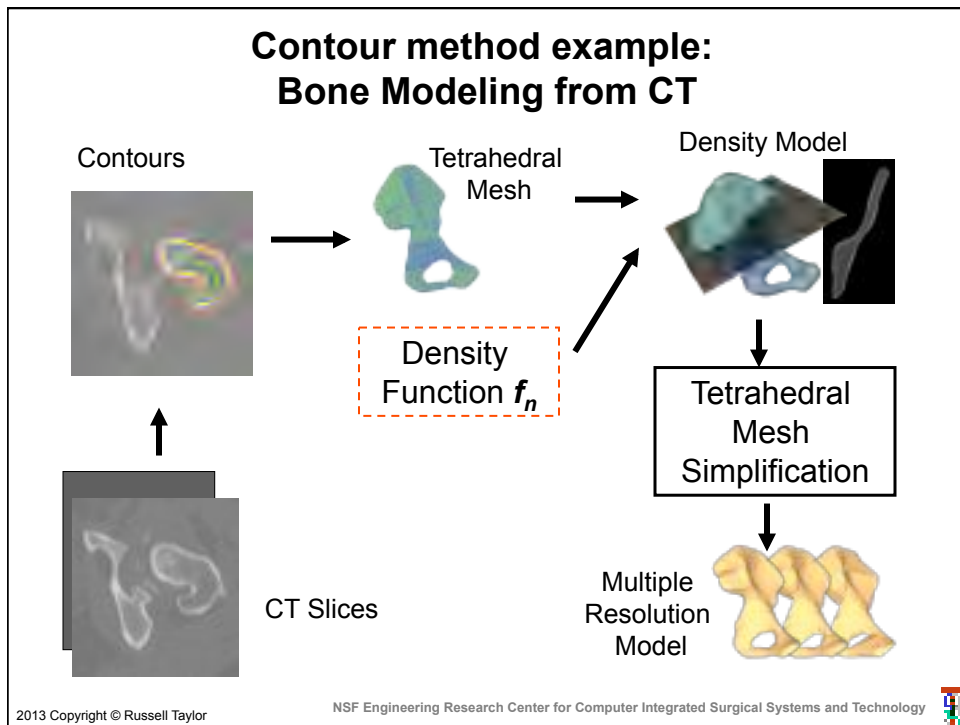 Contour method example:
Bone Modeling from CT
Contours
Tetrahedral
Mesh
Density Model
Density
Function fn
Tetrahedral
Mesh
Simplification
CT Slices
Multiple
Resolution
Model
2013 Copyright © Russell Taylor
NSF Engineering Research Center for Computer Integrated Surgical Systems and Technology